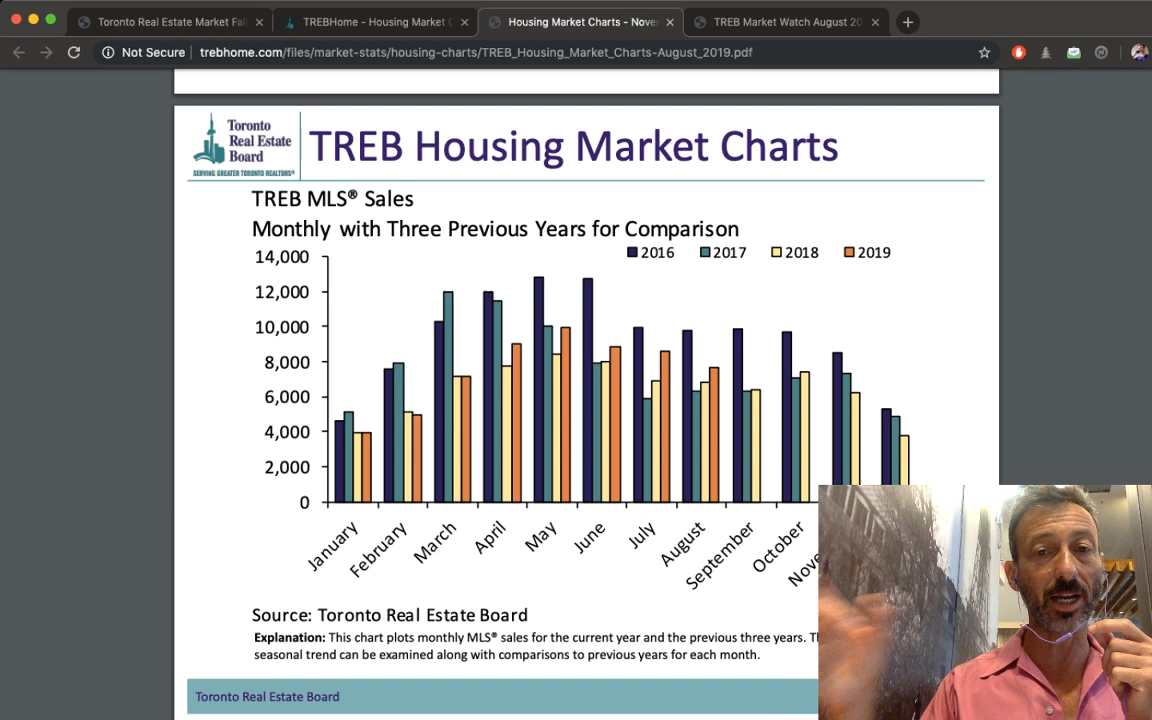 Toronto Real Estate Market Fal
TREBHome - Housing Market C
Housing Market Charts - Nove
TREB Market Watch August 20
Not Secure
trebhome.com/files/market-stats/housing-charts/TREB_Housing_Market_Charts-August_2019.pdf
Toronto
Real Estate
Board
SERVING GREATER TORONTO REALTORS®
TREB Housing Market Charts
TREB MLS® Sales
Monthly with Three Previous Years for Comparison
2016 2017 2018 2019
14,000
12,000
10,000
8,000
6,000
4,000
2,000
0
January February March April May June July August September October Nove
Source: Toronto Real Estate Board
Explanation: This chart plots monthly MLS® sales for the current year and the previous three years. Th
seasonal trend can be examined along with comparisons to previous years for each month.
Toronto Real Estate Board